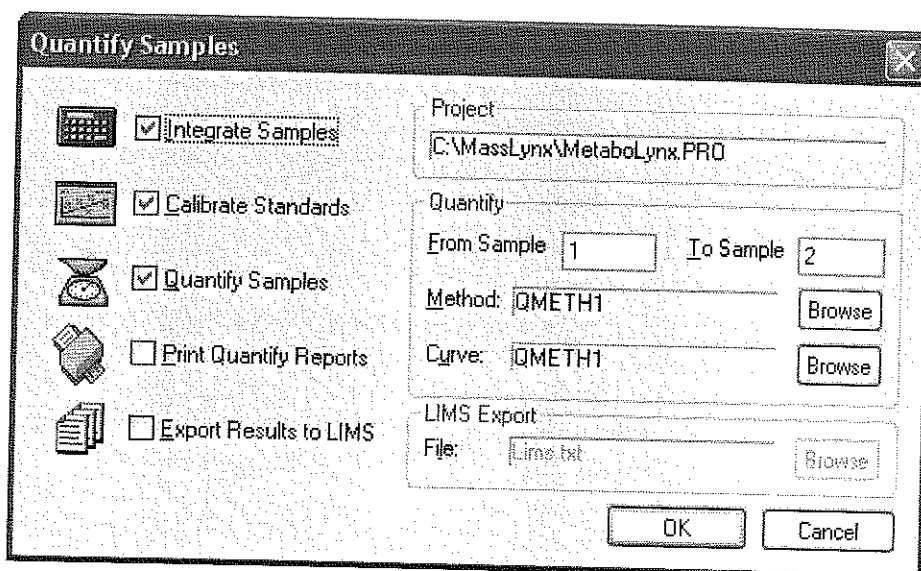 Quantify Samples
Integrate Samples
Calibrate Standards
Quantify Samples
Print Quantify Reports
Export Results to LIMS
Project
C:\MassLynx\MetaboLynx.PRO
Quantify
From Sample 1 To Sample 2
Method: QMETH1 Browse
Curve: QMETH1 Browse
LIMS Export
File: Lims.txt Browse
OK Cancel